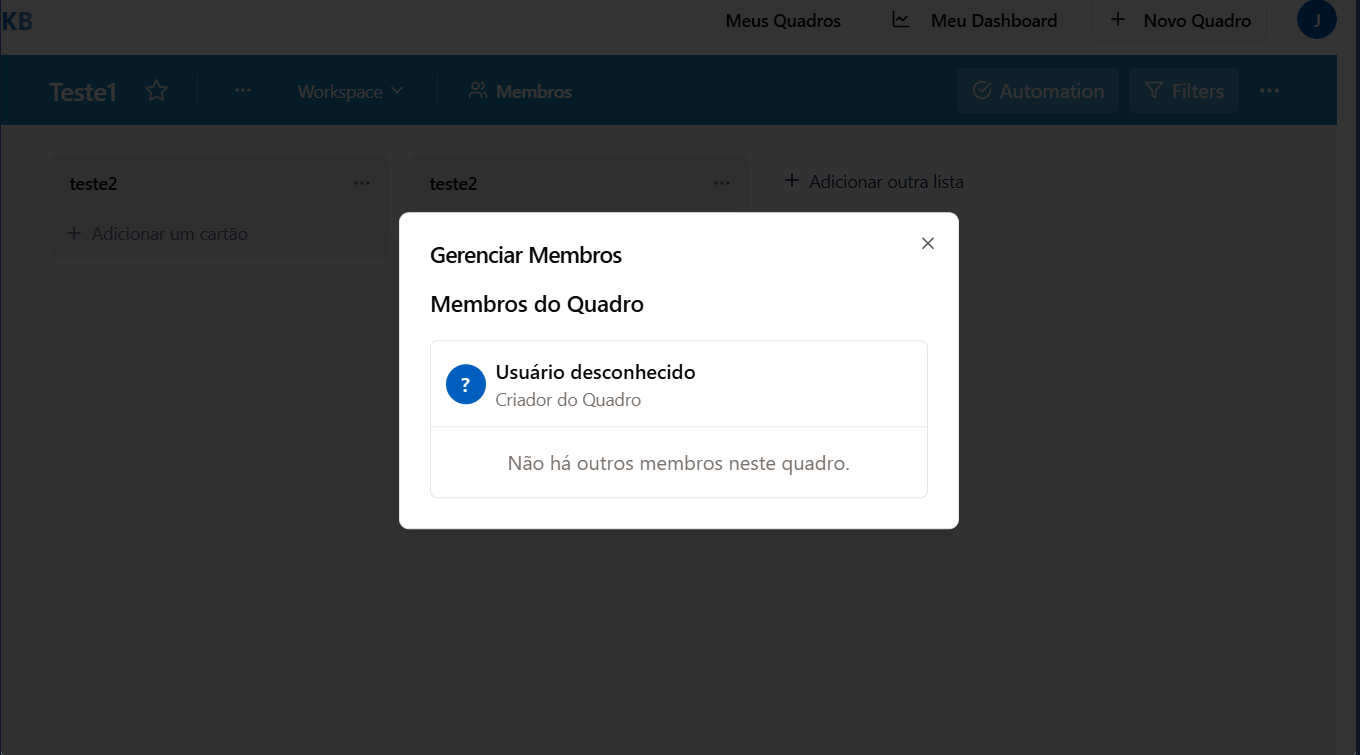 KB
Meus Quadros
Meu Dashboard
+ Novo Quadro
J
Teste1
...
Workspace
Membros
Automation
Filters
...
teste2
...
teste2
...
+ Adicionar outra lista
+ Adicionar um cartão
Gerenciar Membros
×
Membros do Quadro
?
Usuário desconhecido
Criador do Quadro
Não há outros membros neste quadro.